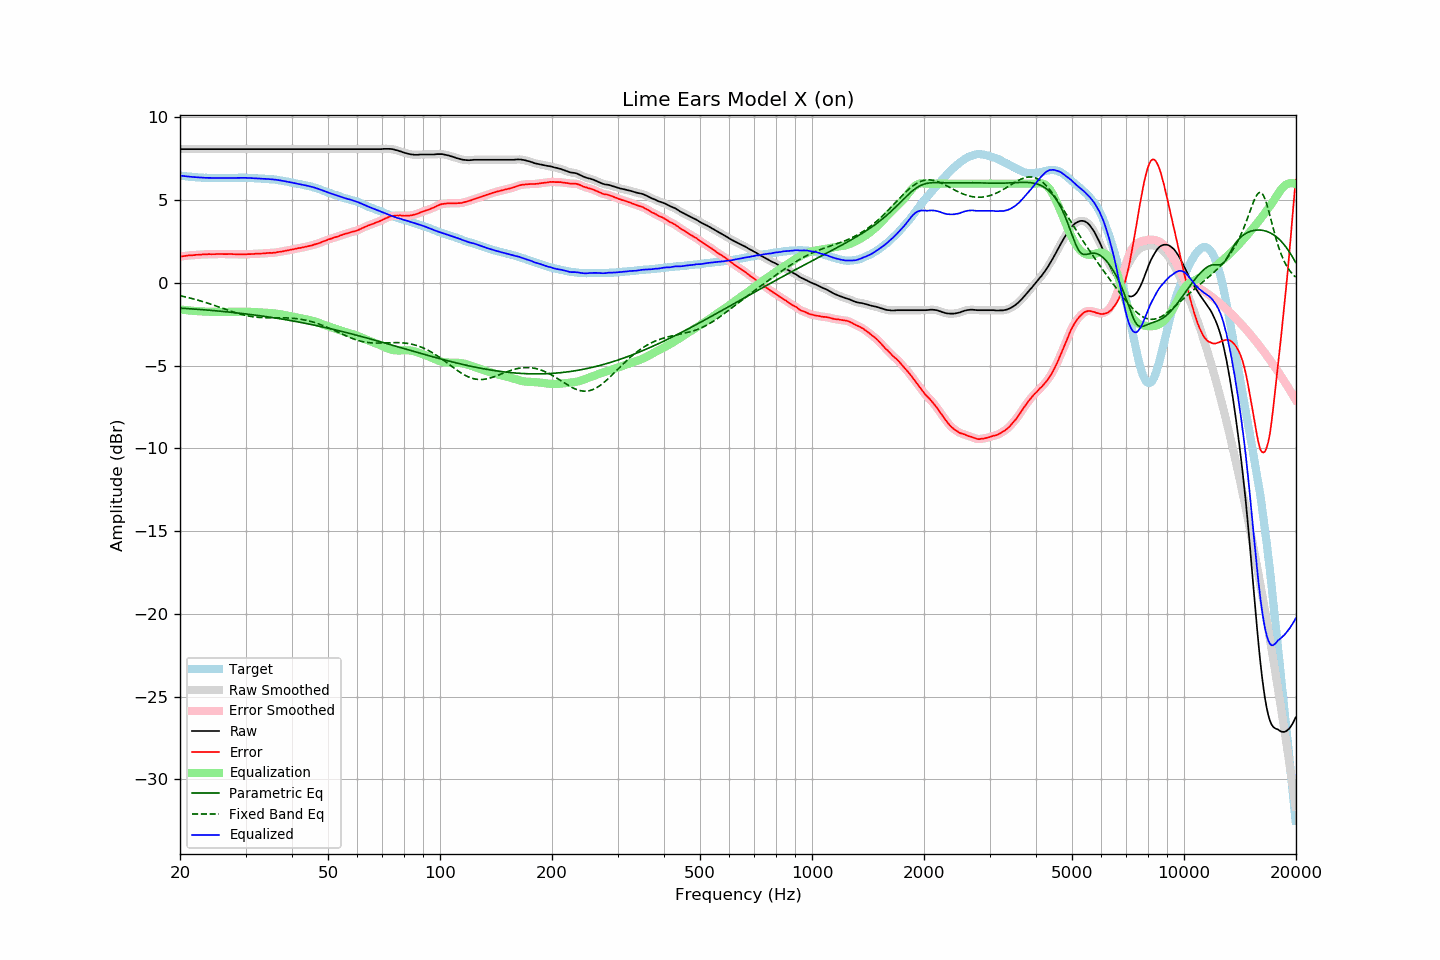 Lime Ears Model X (on)
10
5
0
−5
−10
−15
−20
−25
−30
Amplitude (dBr)
Target
Raw Smoothed
Error Smoothed
Raw
Error
Equalization
Parametric Eq
Fixed Band Eq
Equalized
20 50 100 200 500 1000 2000 5000 10000 20000
Frequency (Hz)